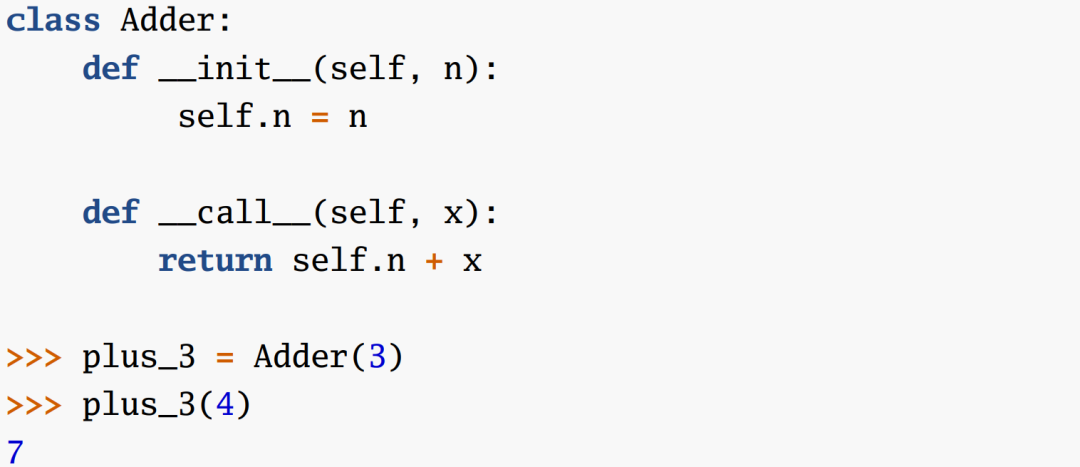 class Adder:
    def __init__(self, n):
         self.n = n

    def __call__(self, x):
        return self.n + x

>>> plus_3 = Adder(3)
>>> plus_3(4)
7